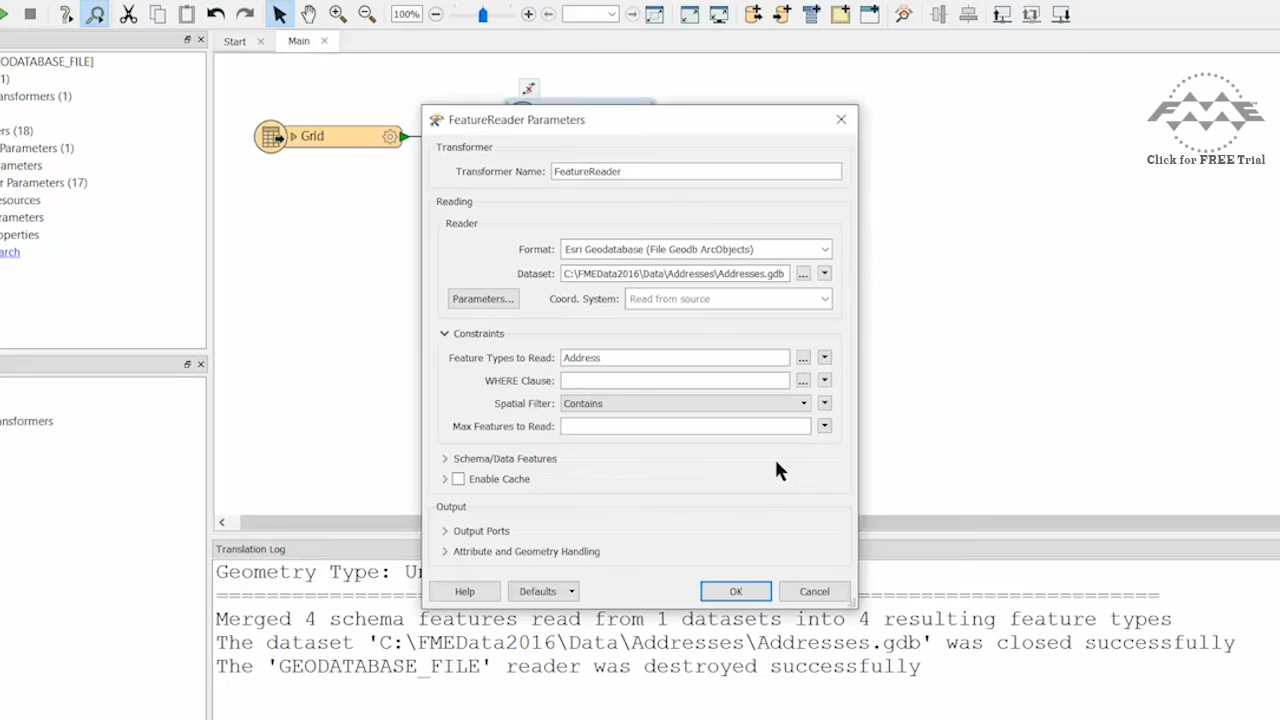 100%
Start
Main
ODATABASE_FILE]
1)
ansformers (1)
rs (18)
Parameters (1)
rameters
r Parameters (17)
esources
rameters
operties
arch
ansformers
Grid
FME
Click for FREE Trial
FeatureReader Parameters
Transformer
Transformer Name: FeatureReader
Reading
Reader
Format: Esri Geodatabase (File Geodb ArcObjects)
Dataset: C:\FMEData2016\Data\Addresses\Addresses.gdb ...
Parameters... Coord. System: Read from source
Constraints
Feature Types to Read: Address ...
WHERE Clause: ...
Spatial Filter: Contains
Max Features to Read:
Schema/Data Features
Enable Cache
Output
Output Ports
Attribute and Geometry Handling
Help Defaults OK Cancel
Translation Log
Geometry Type: U
Merged 4 schema features read from 1 datasets into 4 resulting feature types
The dataset 'C:\FMEData2016\Data\Addresses\Addresses.gdb' was closed successfully
The 'GEODATABASE_FILE' reader was destroyed successfully